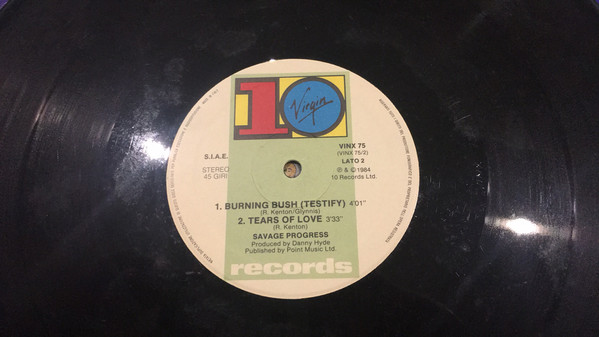 10
Virgin
S.I.A.E.
STEREO
45 GIRI
VINX 75
(VINX 75/2)
LATO 2
℗ & ©1984
10 Records Ltd.
1. BURNING BUSH (TESTIFY) 4'01"
(R. Kenton/Glynnis)
2. TEARS OF LOVE 3'33"
(R. Kenton)
SAVAGE PROGRESS
Produced by Danny Hyde
Published by Point Music Ltd.
records